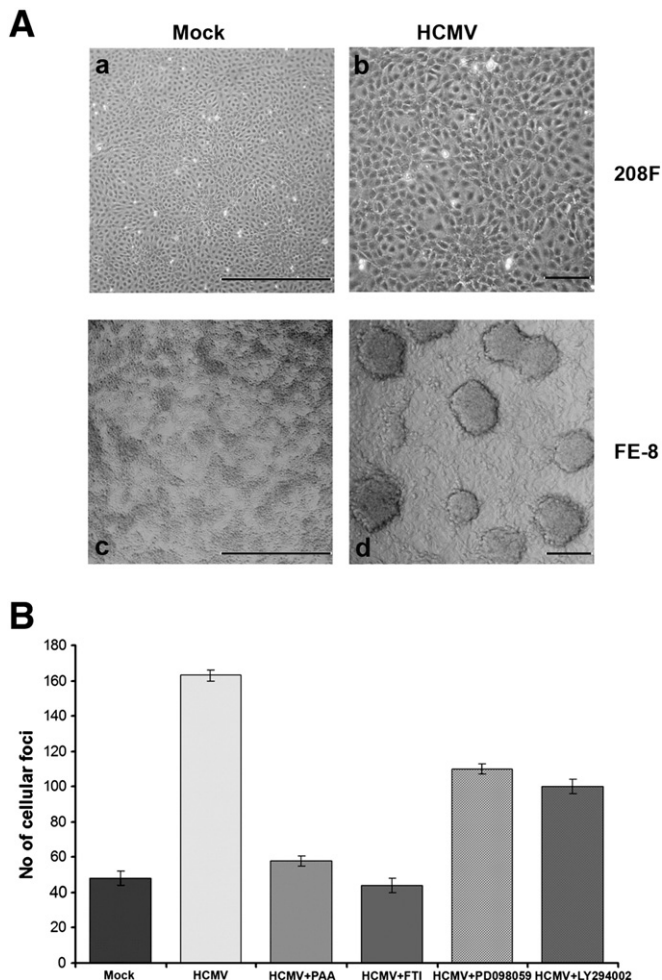 A
Mock HCMV
a b
208F
c d
FE-8
B
180
160
140
120
100
80
60
40
20
0
No of cellular foci
Mock HCMV HCMV+PAA HCMV+FTI HCMV+PD098059 HCMV+LY294002